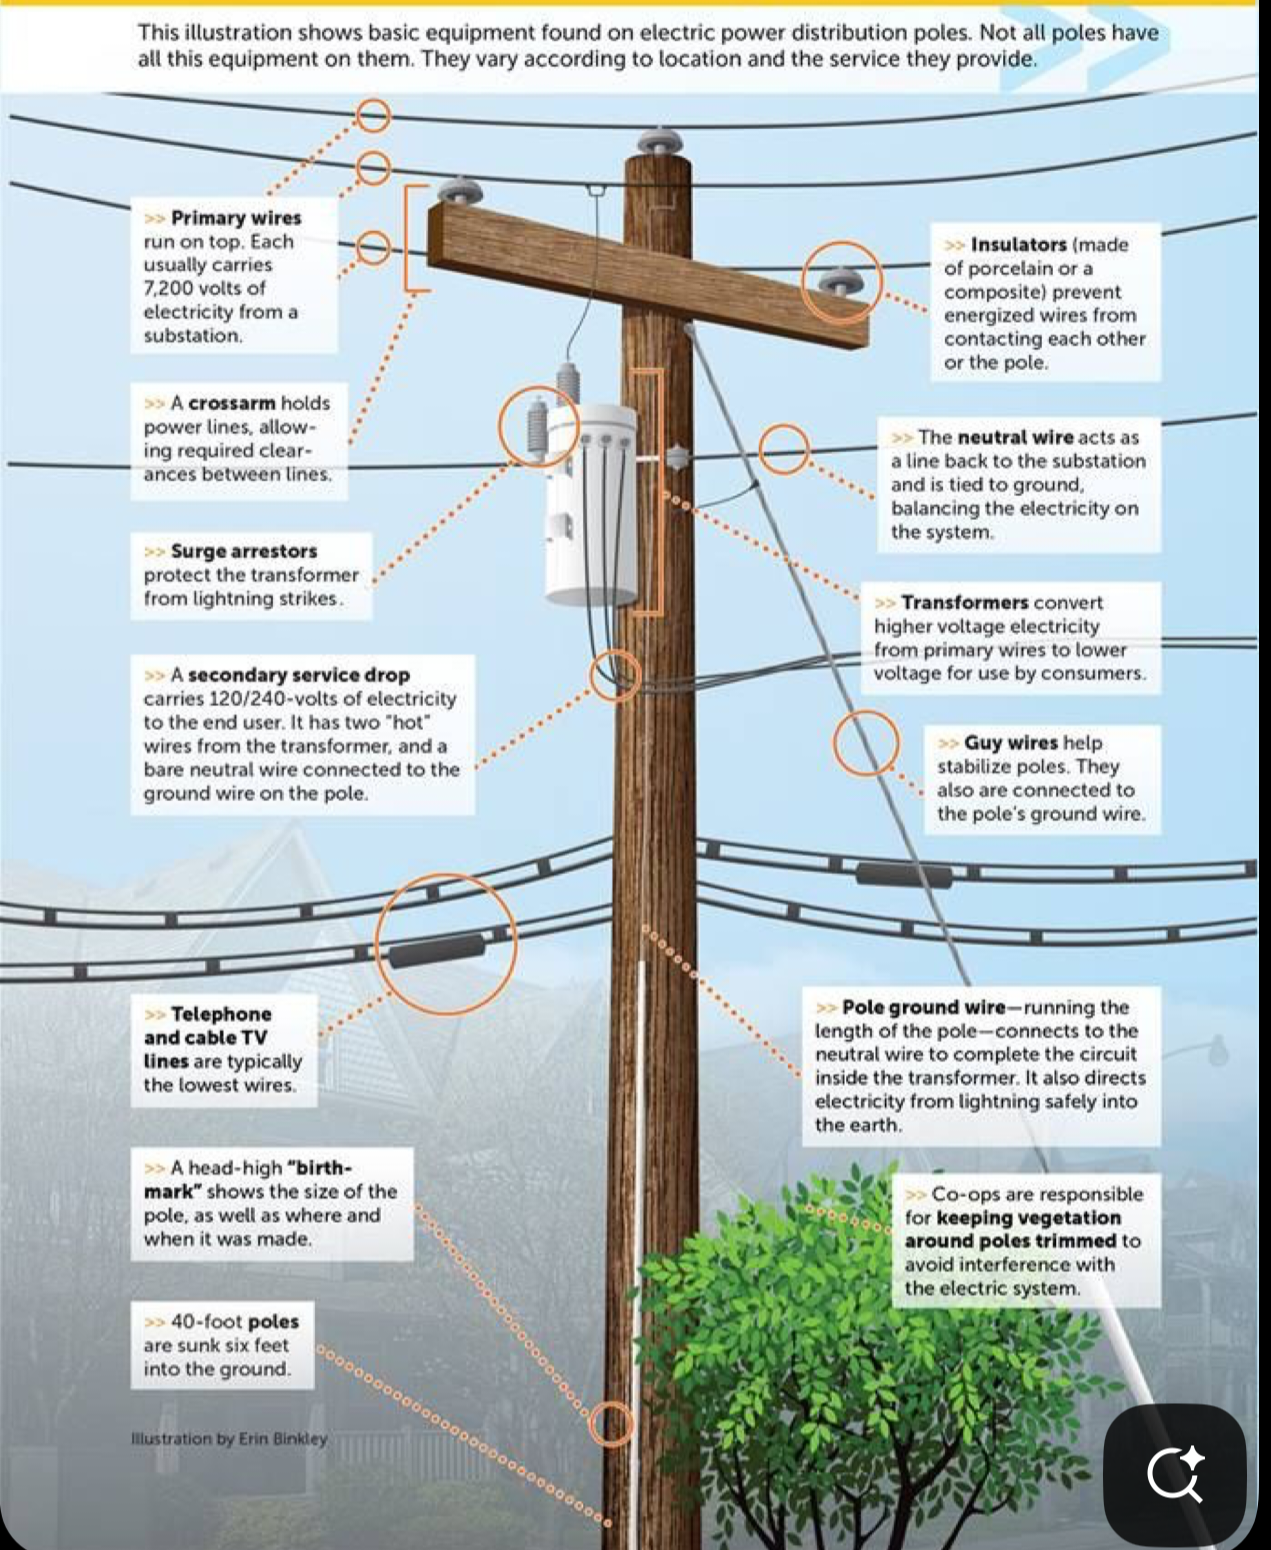 This illustration shows basic equipment found on electric power distribution poles. Not all poles have
all this equipment on them. They vary according to location and the service they provide.
>> Primary wires
run on top. Each
usually carries
7,200 volts of
electricity from a
substation.
>> Insulators (made
of porcelain or a
composite) prevent
energized wires from
contacting each other
or the pole.
>> A crossarm holds
power lines, allow-
ing required clear-
ances between lines.
>> The neutral wire acts as
a line back to the substation
and is tied to ground,
balancing the electricity on
the system.
>> Surge arrestors
protect the transformer
from lightning strikes.
>> Transformers convert
higher voltage electricity
from primary wires to lower
voltage for use by consumers.
>> A secondary service drop
carries 120/240-volts of electricity
to the end user. It has two "hot"
wires from the transformer, and a
bare neutral wire connected to the
ground wire on the pole.
>> Guy wires help
stabilize poles. They
also are connected to
the pole's ground wire.
>> Telephone
and cable TV
lines are typically
the lowest wires.
>> Pole ground wire—running the
length of the pole—connects to the
neutral wire to complete the circuit
inside the transformer. It also directs
electricity from lightning safely into
the earth.
>> A head-high "birth-
mark" shows the size of the
pole, as well as where and
when it was made.
>> Co-ops are responsible
for keeping vegetation
around poles trimmed to
avoid interference with
the electric system.
>> 40-foot poles
are sunk six feet
into the ground.
Illustration by Erin Binkley